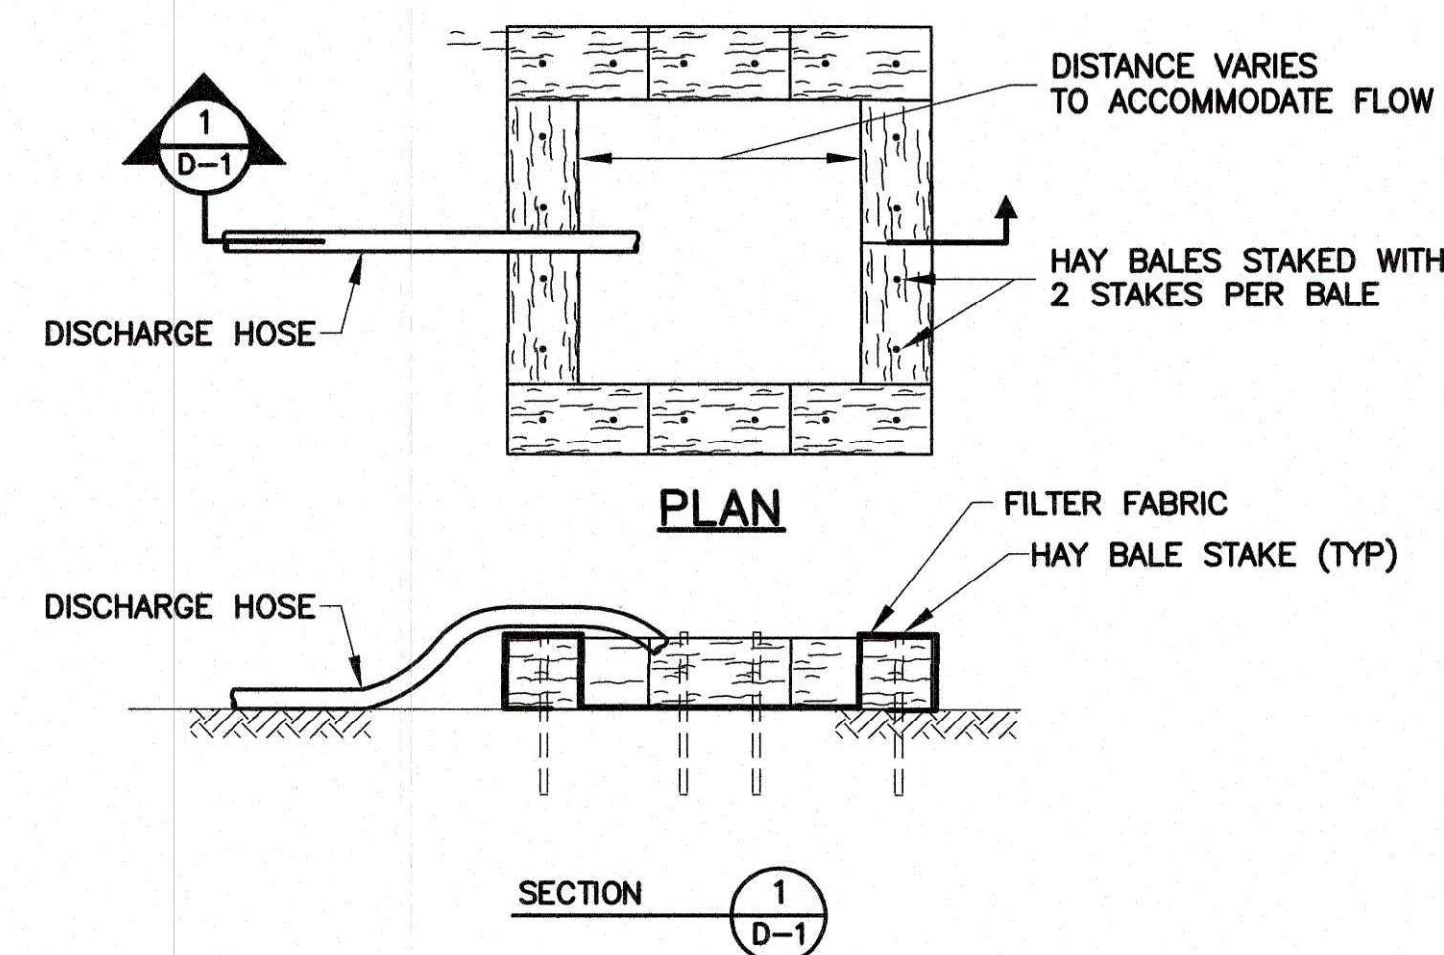 DISTANCE VARIES
TO ACCOMMODATE FLOW
1
D-1
HAY BALES STAKED WITH
2 STAKES PER BALE
DISCHARGE HOSE
PLAN
FILTER FABRIC
HAY BALE STAKE (TYP)
DISCHARGE HOSE
SECTION
1
D-1